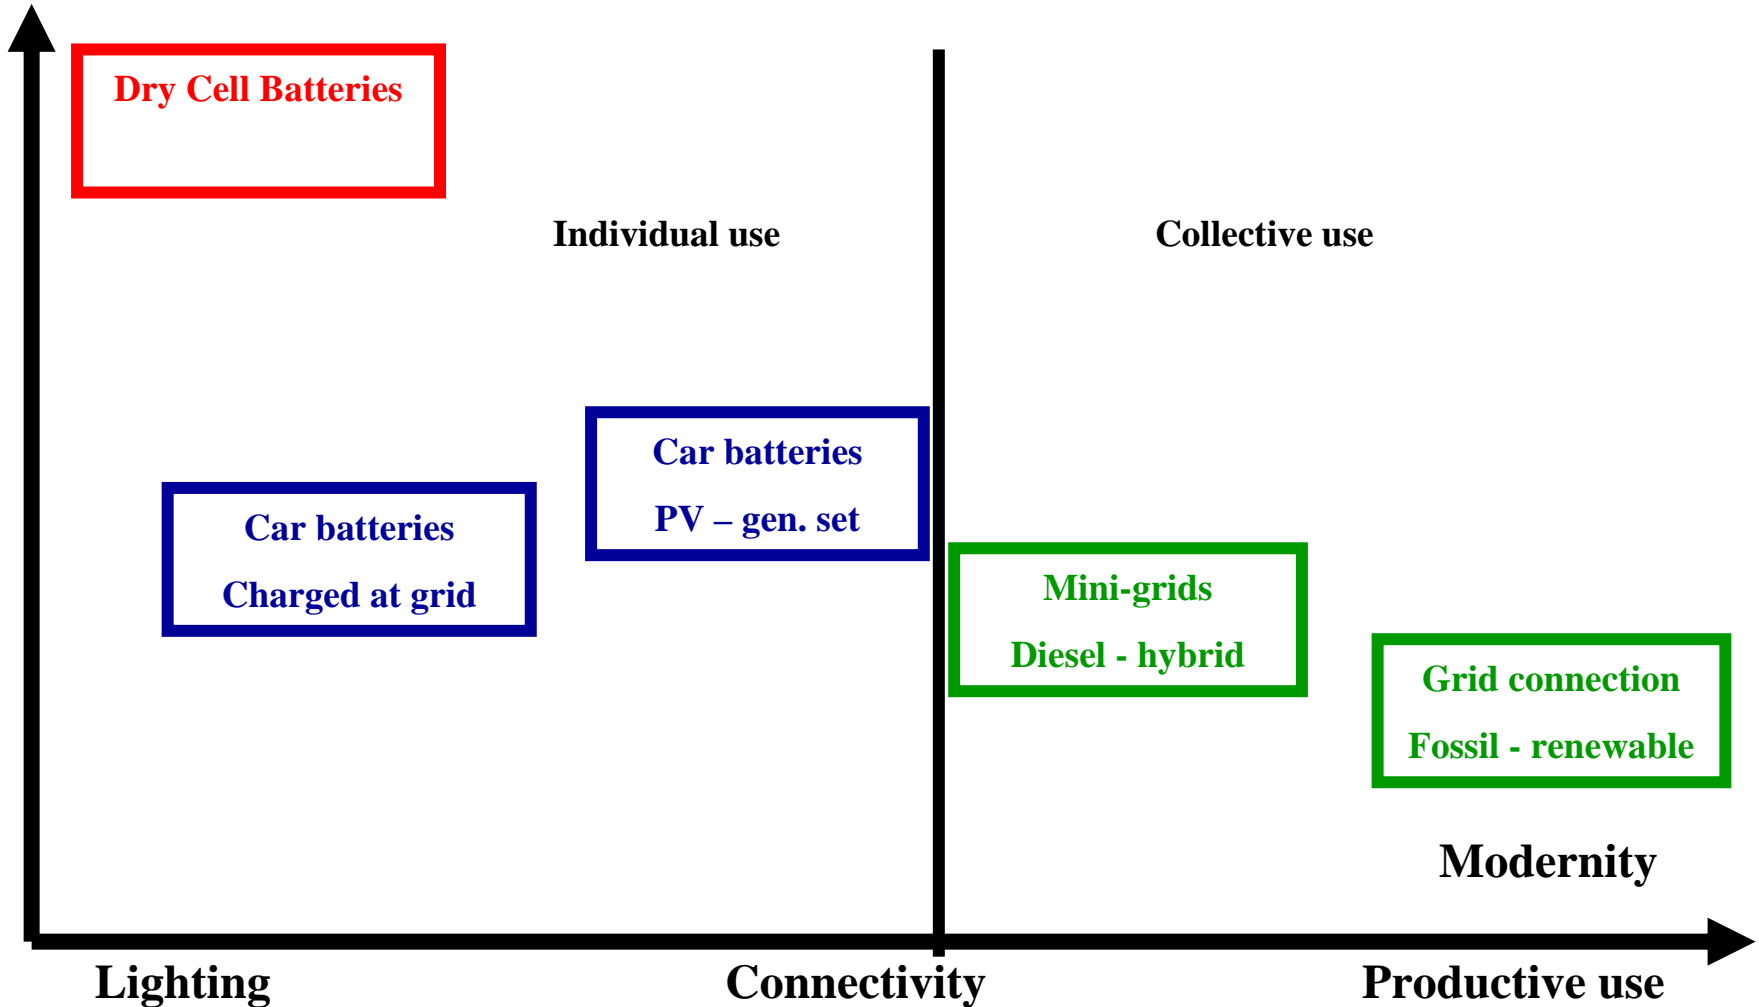 Dry Cell Batteries
Individual use
Collective use
Car batteries
PV – gen. set
Car batteries
Charged at grid
Mini-grids
Diesel - hybrid
Grid connection
Fossil - renewable
Modernity
Lighting
Connectivity
Productive use